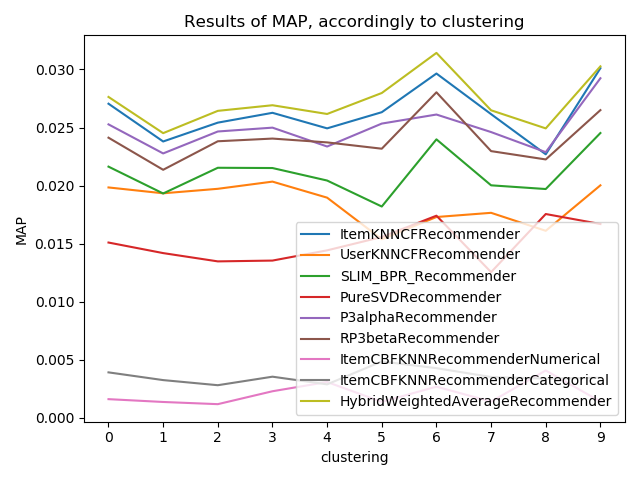 Results of MAP, accordingly to clustering
0.030
0.025
0.020
0.015
0.010
0.005
0.000
MAP
ItemKNNCFRecommender
UserKNNCFRecommender
SLIM_BPR_Recommender
PureSVDRecommender
P3alphaRecommender
RP3betaRecommender
ItemCBFKNNRecommenderNumerical
ItemCBFKNNRecommenderCategorical
HybridWeightedAverageRecommender
0 1 2 3 4 5 6 7 8 9
clustering